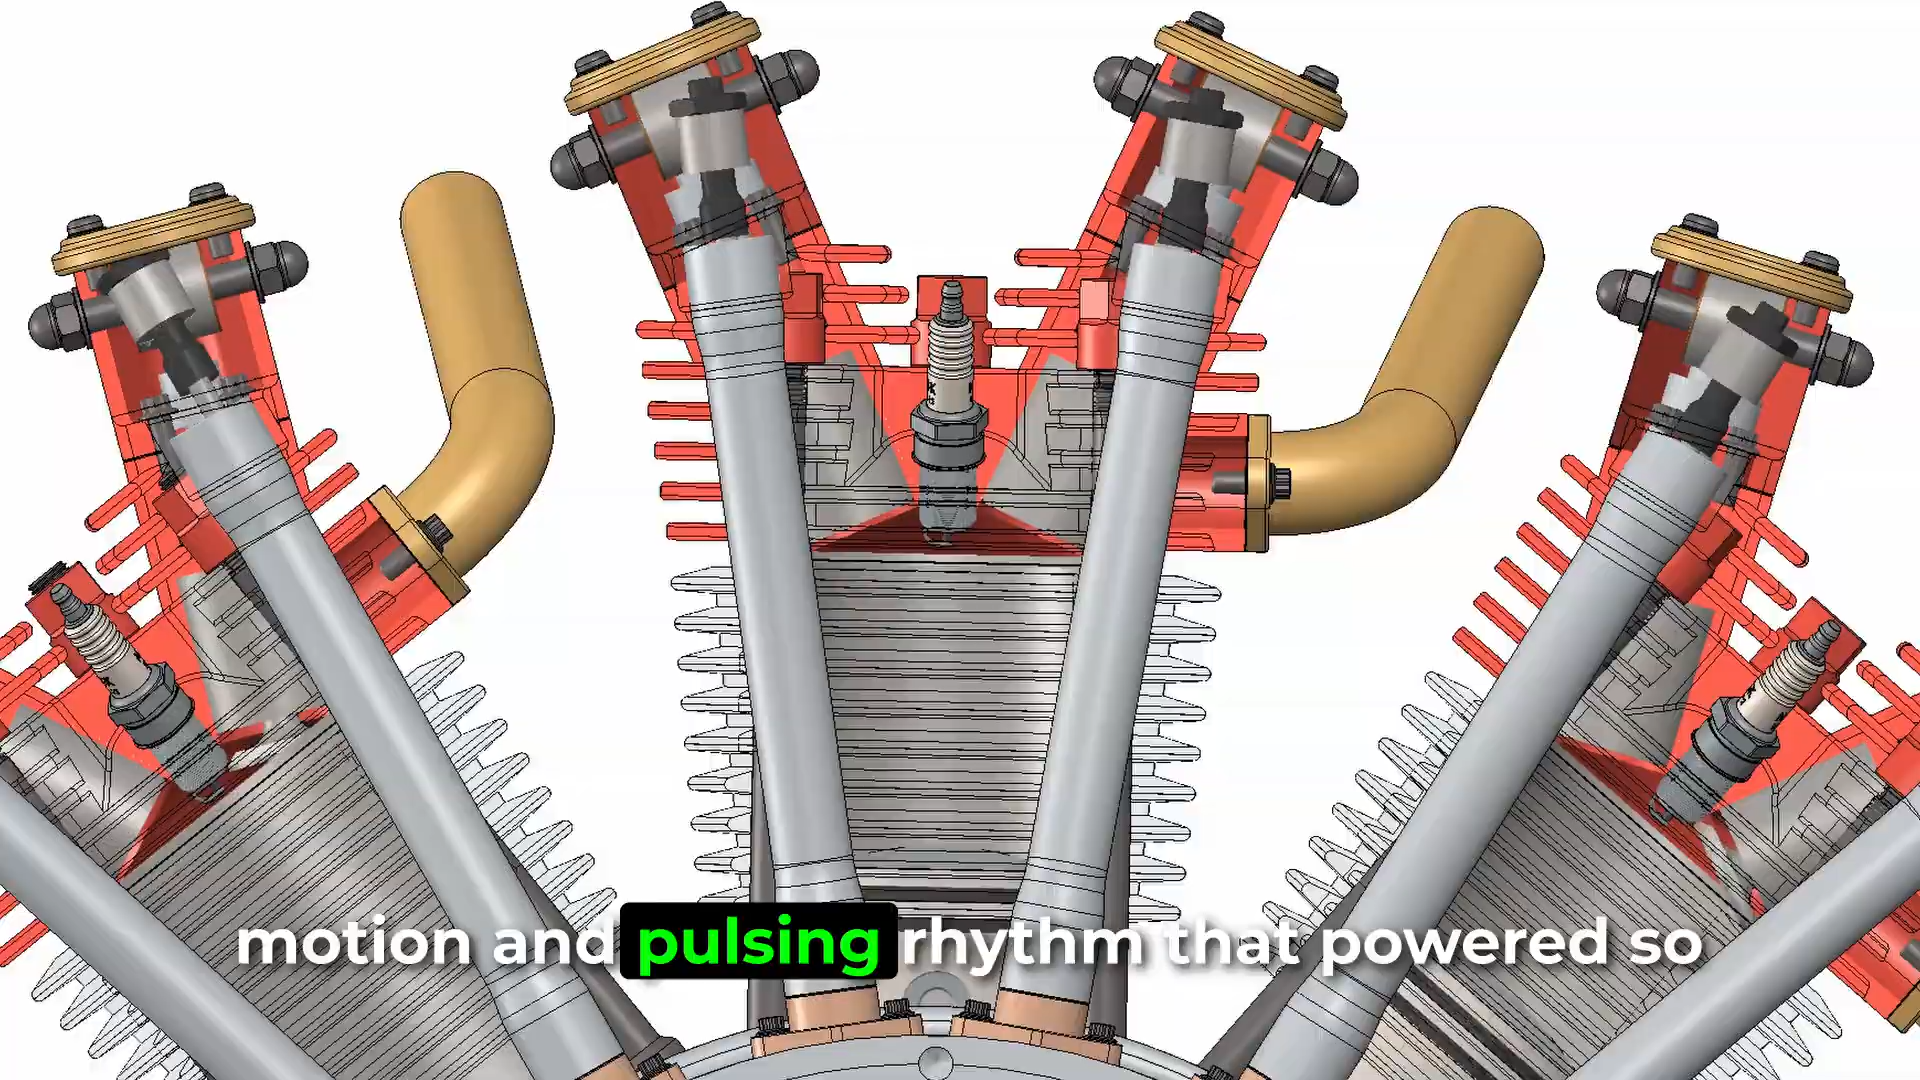 motion and pulsing rhythm that powered so